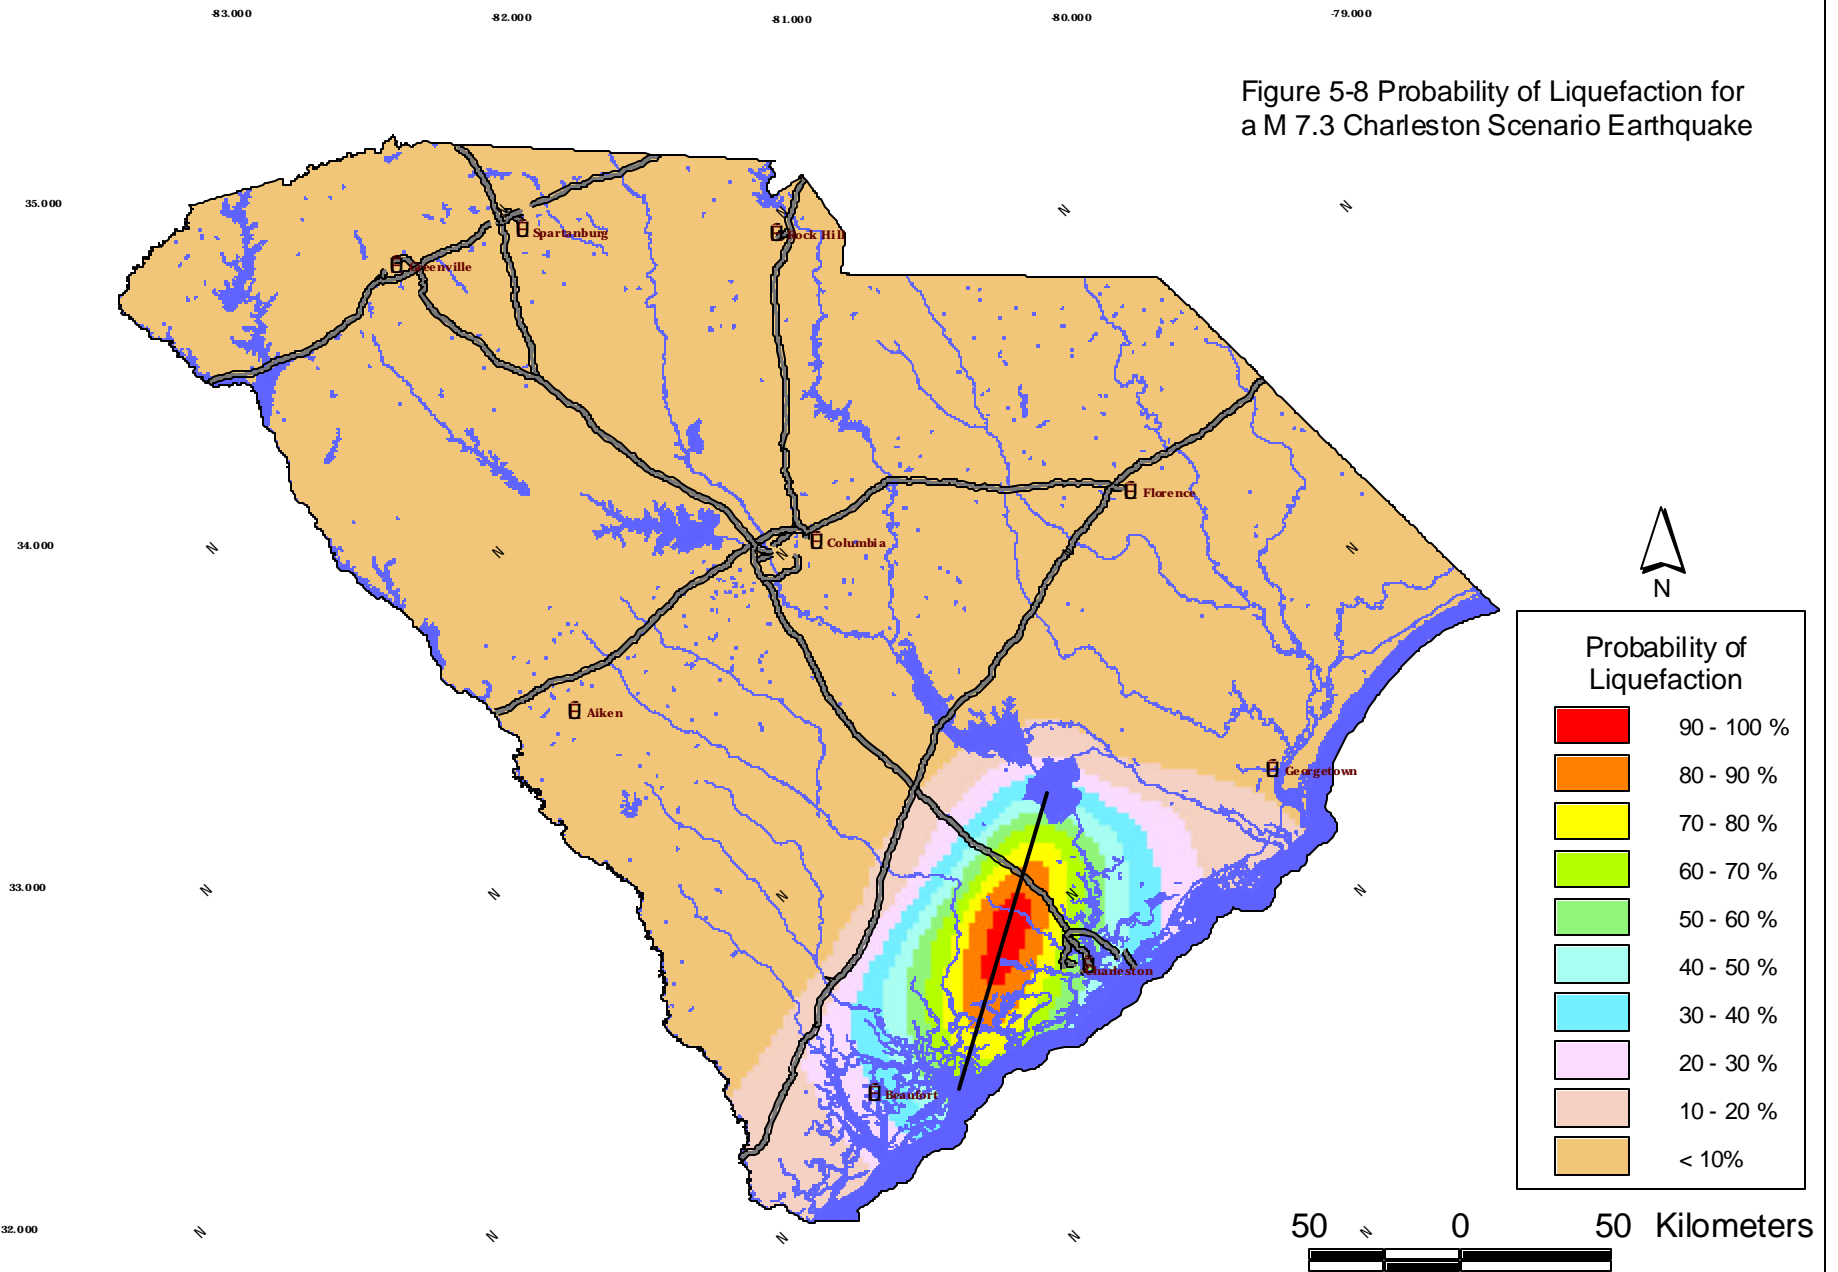 -83.000
-82.000
-81.000
-80.000
-79.000
Figure 5-8 Probability of Liquefaction for
a M 7.3 Charleston Scenario Earthquake
35.000
N
N
N
Spartanburg
Rock Hill
Greenville
Florence
34.000
N
N
Columbia
N
N
N
N
Aiken
Georgetown
33.000
N
N
N
N
N
Charleston
Beaufort
32.000
N
N
N
N
N
Probability of
Liquefaction
90 - 100 %
80 - 90 %
70 - 80 %
60 - 70 %
50 - 60 %
40 - 50 %
30 - 40 %
20 - 30 %
10 - 20 %
< 10%
50 0 50 Kilometers